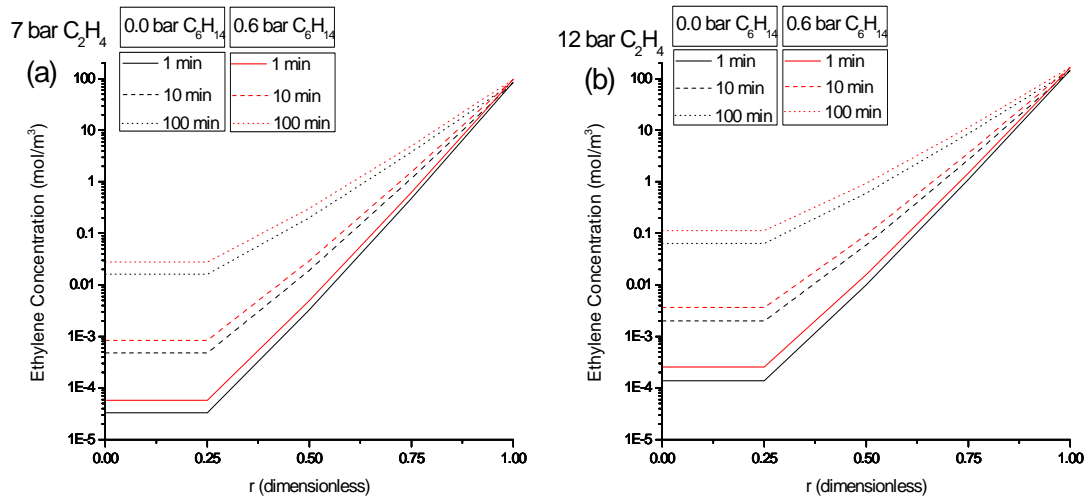 7 bar C2H4
0.0 bar C6H14
0.6 bar C6H14
1 min
10 min
100 min
1 min
10 min
100 min
(a)
Ethylene Concentration (mol/m³)
100
10
1
0.1
0.01
1E-3
1E-4
1E-5
0.00
0.25
0.50
0.75
1.00
r (dimensionless)
12 bar C2H4
0.0 bar C6H14
0.6 bar C6H14
1 min
10 min
100 min
1 min
10 min
100 min
(b)
Ethylene Concentration (mol/m³)
100
10
1
0.1
0.01
1E-3
1E-4
1E-5
0.00
0.25
0.50
0.75
1.00
r (dimensionless)